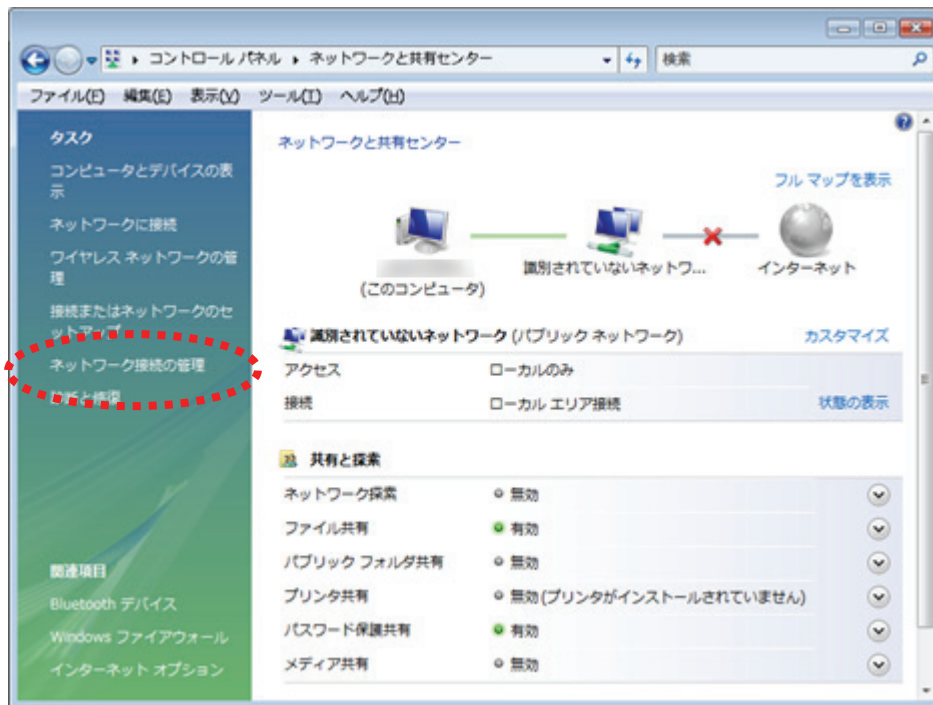 コントロール パネル ▸ ネットワークと共有センター
検索
ファイル(F) 編集(E) 表示(V) ツール(T) ヘルプ(H)
タスク
コンピュータとデバイスの表
示
ネットワークに接続
ワイヤレス ネットワークの管
理
接続またはネットワークのセ
ットアップ
ネットワーク接続の管理
診断と修復
関連項目
Bluetooth デバイス
Windows ファイアウォール
インターネット オプション
ネットワークと共有センター
フル マップを表示
(このコンピュータ)
識別されていないネットワ...
インターネット
識別されていないネットワーク (パブリック ネットワーク)
カスタマイズ
アクセス ローカルのみ
接続 ローカル エリア接続 状態の表示
共有と探索
ネットワーク探索 無効
ファイル共有 有効
パブリック フォルダ共有 無効
プリンタ共有 無効 (プリンタがインストールされていません)
パスワード保護共有 有効
メディア共有 無効